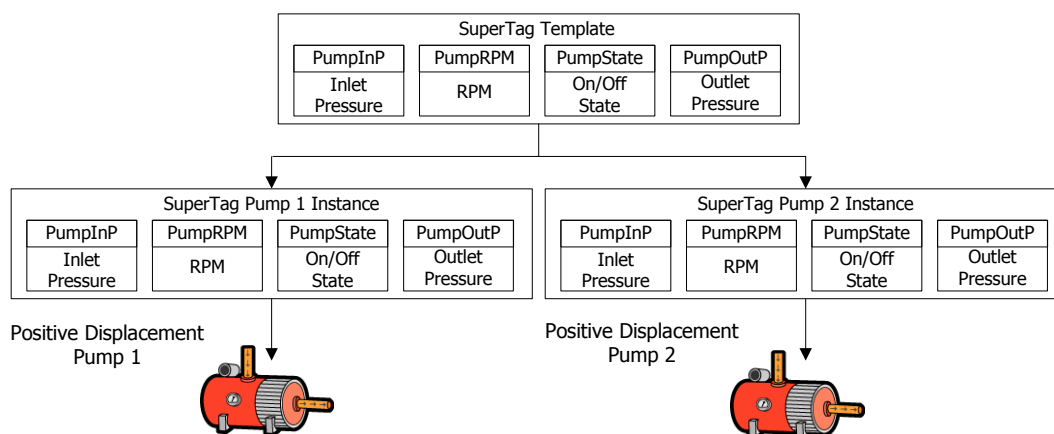 SuperTag Template
PumpInP PumpRPM PumpState PumpOutP
Inlet
Pressure
RPM
On/Off
State
Outlet
Pressure
SuperTag Pump 1 Instance
PumpInP PumpRPM PumpState PumpOutP
Inlet
Pressure
RPM
On/Off
State
Outlet
Pressure
SuperTag Pump 2 Instance
PumpInP PumpRPM PumpState PumpOutP
Inlet
Pressure
RPM
On/Off
State
Outlet
Pressure
Positive Displacement
Pump 1
Positive Displacement
Pump 2